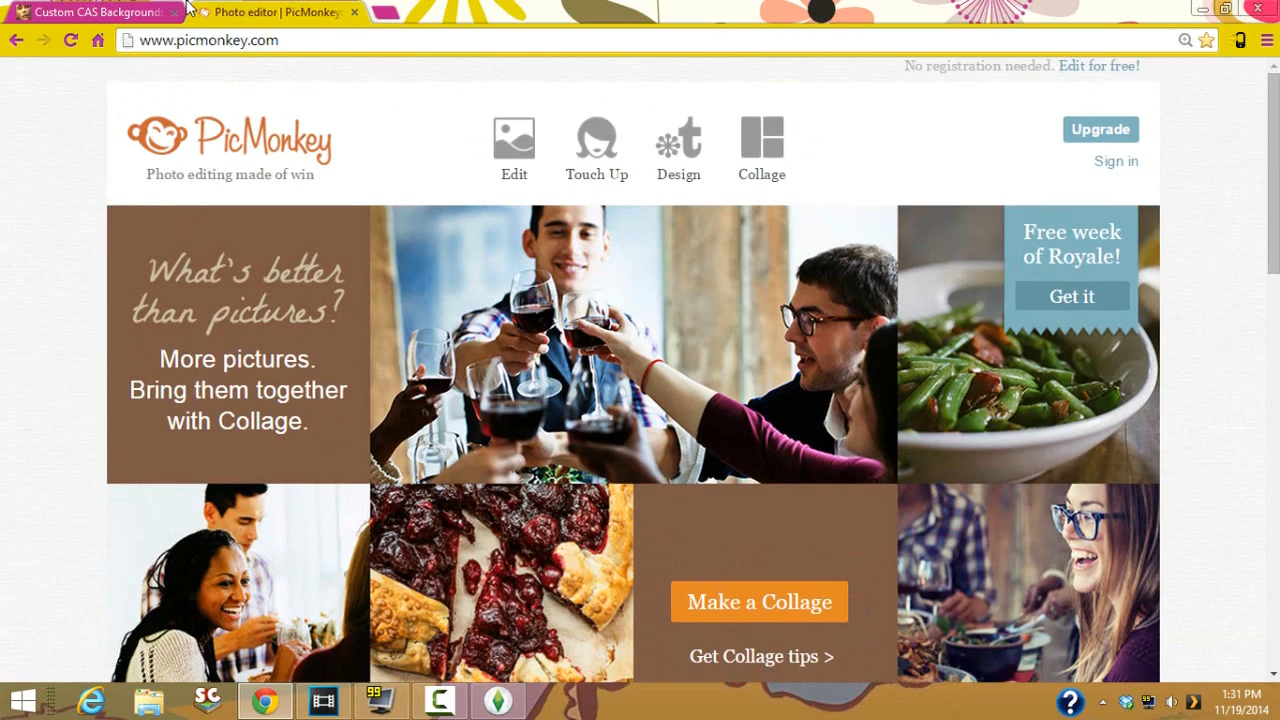 Custom CAS Background
Photo editor | PicMonkey:
www.picmonkey.com
No registration needed. Edit for free!
PicMonkey
Photo editing made of win
Edit
Touch Up
Design
Collage
Upgrade
Sign in
What's better
than pictures?
More pictures.
Bring them together
with Collage.
Free week
of Royale!
Get it
Make a Collage
Get Collage tips >
SC
99
C
99
1:31 PM
11/19/2014